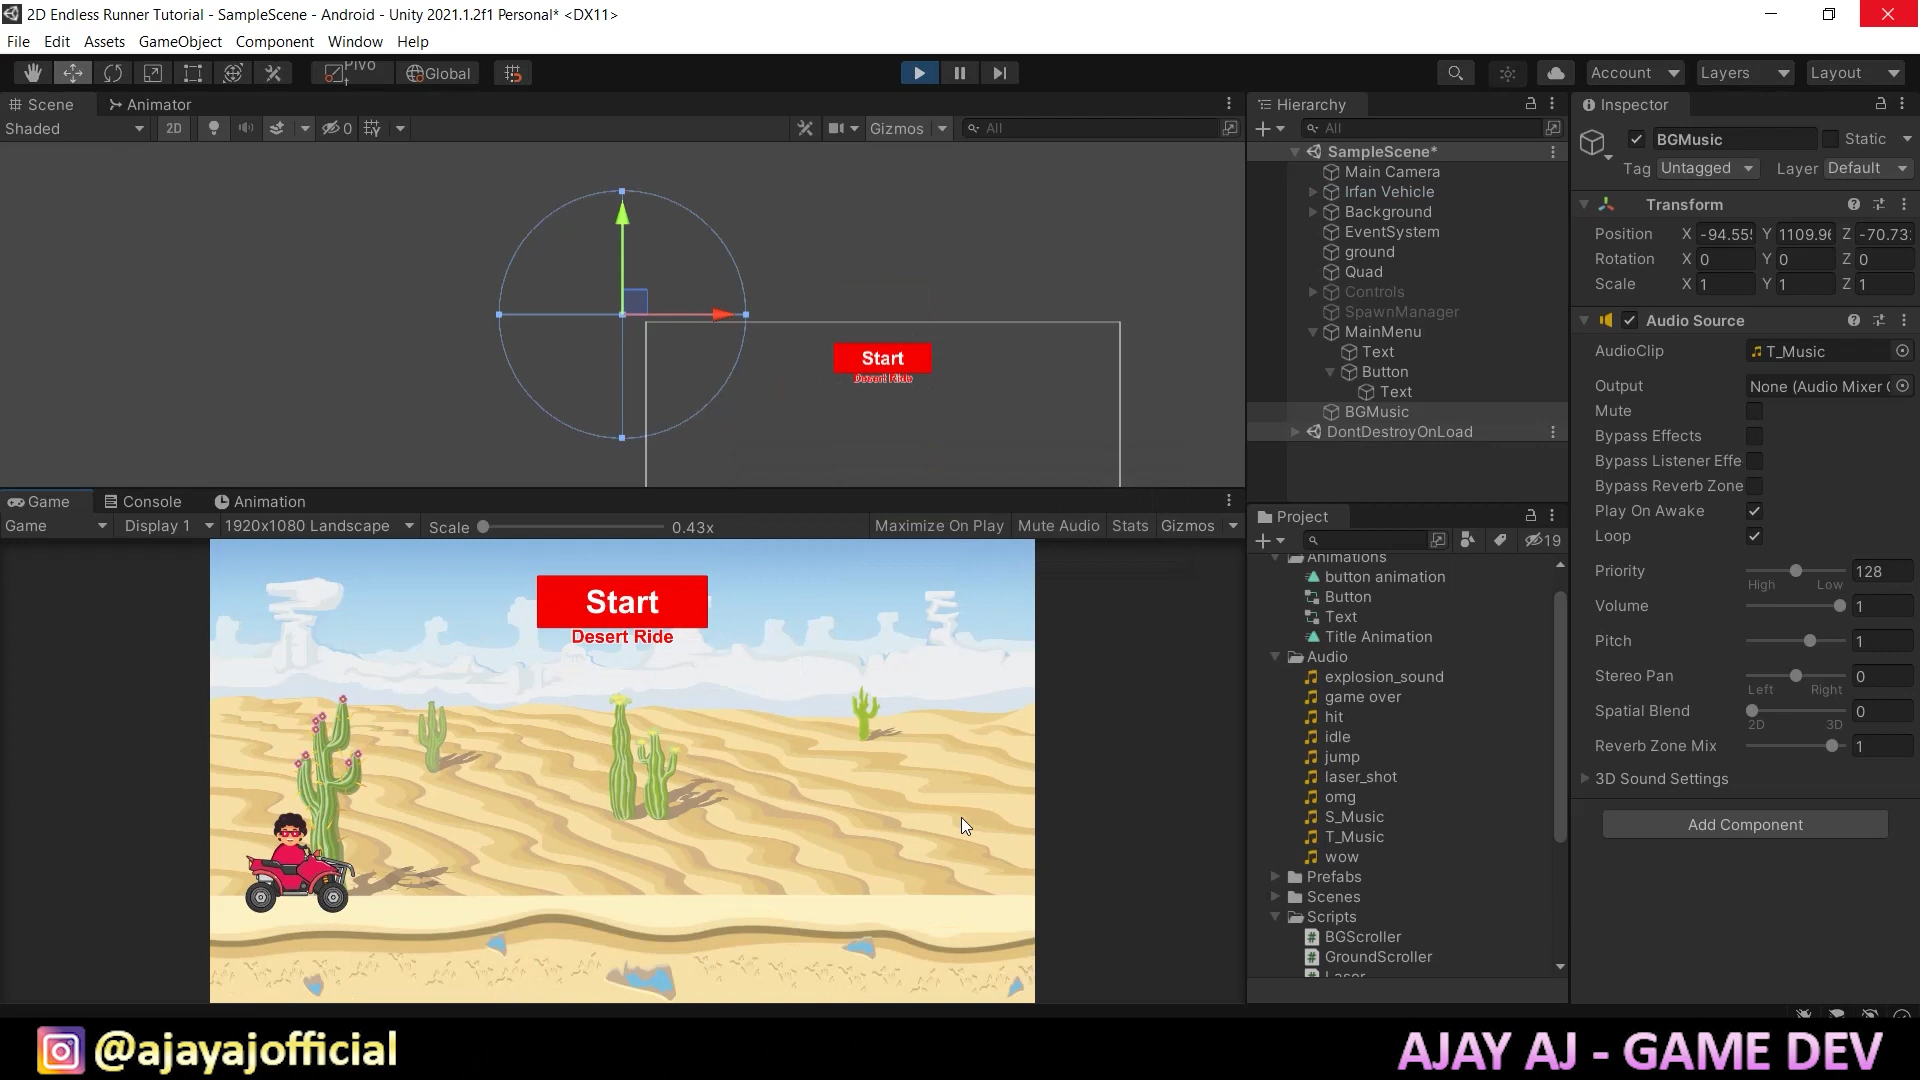 2D Endless Runner Tutorial - SampleScene - Android - Unity 2021.1.2f1 Personal* <DX11>
File Edit Assets GameObject Component Window Help
Global
Account Layers Layout
Scene Animator
Shaded 2D 0 Gizmos All
Start
Desert Ride
Game Console Animation
Game Display 1 1920x1080 Landscape Scale 0.43x Maximize On Play Mute Audio Stats Gizmos
Start
Desert Ride
Hierarchy
All
SampleScene*
Main Camera
Irfan Vehicle
Background
EventSystem
ground
Quad
Controls
SpawnManager
MainMenu
Text
Button
Text
BGMusic
DontDestroyOnLoad
Project
19
Animations
button animation
Button
Text
Title Animation
Audio
explosion_sound
game over
hit
idle
jump
laser_shot
omg
S_Music
T_Music
wow
Prefabs
Scenes
Scripts
BGScroller
GroundScroller
Inspector
BGMusic Static
Tag Untagged Layer Default
Transform
Position X -94.55 Y 1109.96 Z -70.73
Rotation X 0 Y 0 Z 0
Scale X 1 Y 1 Z 1
Audio Source
AudioClip T_Music
Output None (Audio Mixer
Mute
Bypass Effects
Bypass Listener Effe
Bypass Reverb Zone
Play On Awake
Loop
Priority 128
High Low
Volume 1
Pitch 1
Stereo Pan 0
Left Right
Spatial Blend 0
2D 3D
Reverb Zone Mix 1
3D Sound Settings
Add Component
@ajayajofficial
AJAY AJ - GAME DEV